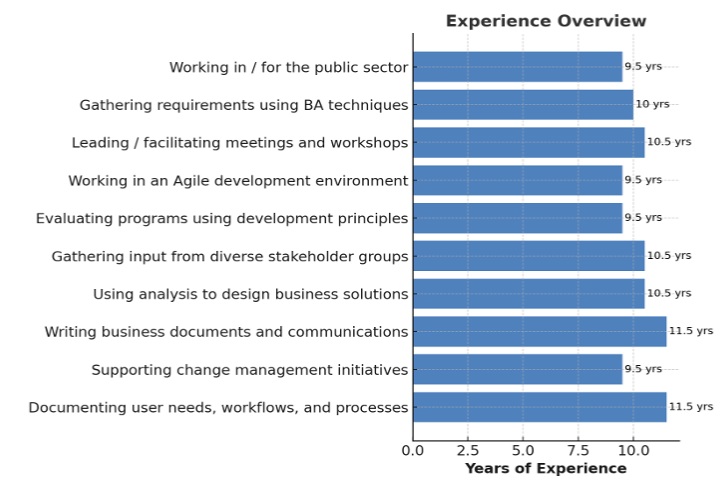 Experience Overview
Working in / for the public sector 9.5 yrs
Gathering requirements using BA techniques 10 yrs
Leading / facilitating meetings and workshops 10.5 yrs
Working in an Agile development environment 9.5 yrs
Evaluating programs using development principles 9.5 yrs
Gathering input from diverse stakeholder groups 10.5 yrs
Using analysis to design business solutions 10.5 yrs
Writing business documents and communications 11.5 yrs
Supporting change management initiatives 9.5 yrs
Documenting user needs, workflows, and processes 11.5 yrs
0.0 2.5 5.0 7.5 10.0
Years of Experience